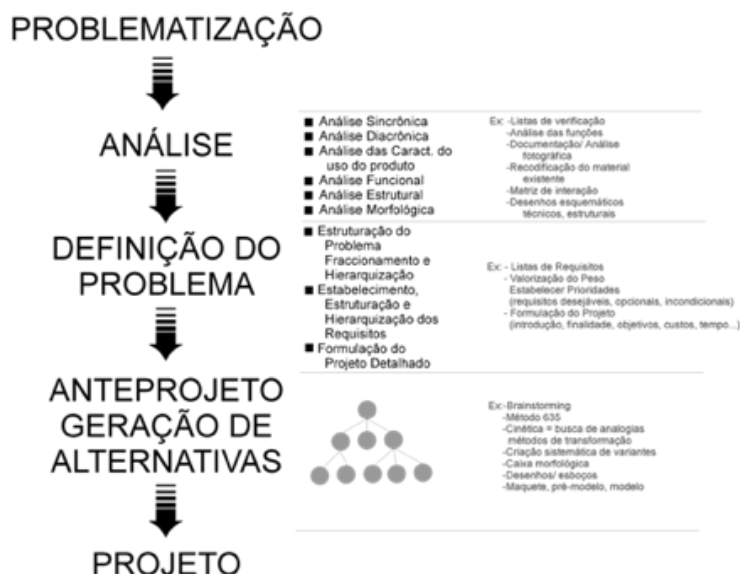 PROBLEMATIZAÇÃO
ANÁLISE
■ Análise Sincrônica
■ Análise Diacrônica
■ Análise das Caract. do
uso do produto
■ Análise Funcional
■ Análise Estrutural
■ Análise Morfológica
Ex: -Listas de verificação
-Análise das funções
-Documentação/ Análise
fotográfica
-Recodificação do material
existente
-Matriz de interação
-Desenhos esquemáticos
técnicos, estruturais
DEFINIÇÃO DO
PROBLEMA
■ Estruturação do
Problema
Fraccionamento e
Hierarquização
■ Estabelecimento,
Estruturação e
Hierarquização dos
Requisitos
■ Formulação do
Projeto Detalhado
Ex: - Listas de Requisitos
- Valorização do Peso
Estabelecer Prioridades
(requisitos desejáveis, opcionais, incondicionais)
- Formulação do Projeto
(introdução, finalidade, objetivos, custos, tempo...)
ANTEPROJETO
GERAÇÃO DE
ALTERNATIVAS
Ex:-Brainstorming
-Método 635
-Cinética = busca de analogias
métodos de transformação
-Criação sistemática de variantes
-Caixa morfológica
-Desenhos/ esboços
-Maquete, pré-modelo, modelo
PROJETO